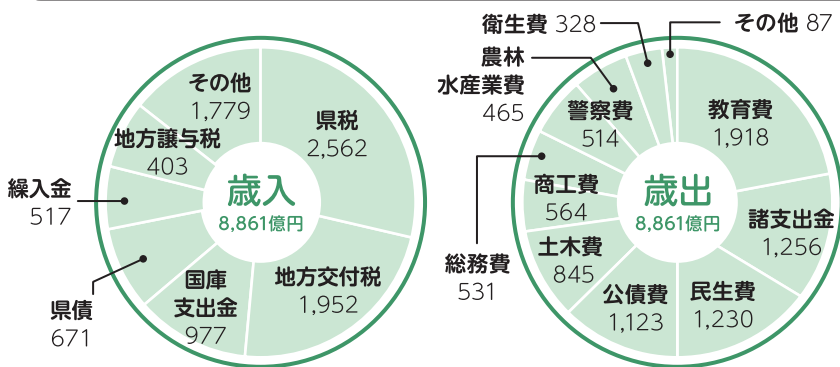 その他
1,779
県税
2,562
地方譲与税
403
繰入金
517
歳入
8,861億円
県債
671
国庫
支出金
977
地方交付税
1,952
衛生費 328
その他 87
農林
水産業費
465
警察費
514
教育費
1,918
商工費
564
歳出
8,861億円
諸支出金
1,256
総務費
531
土木費
845
公債費
1,123
民生費
1,230